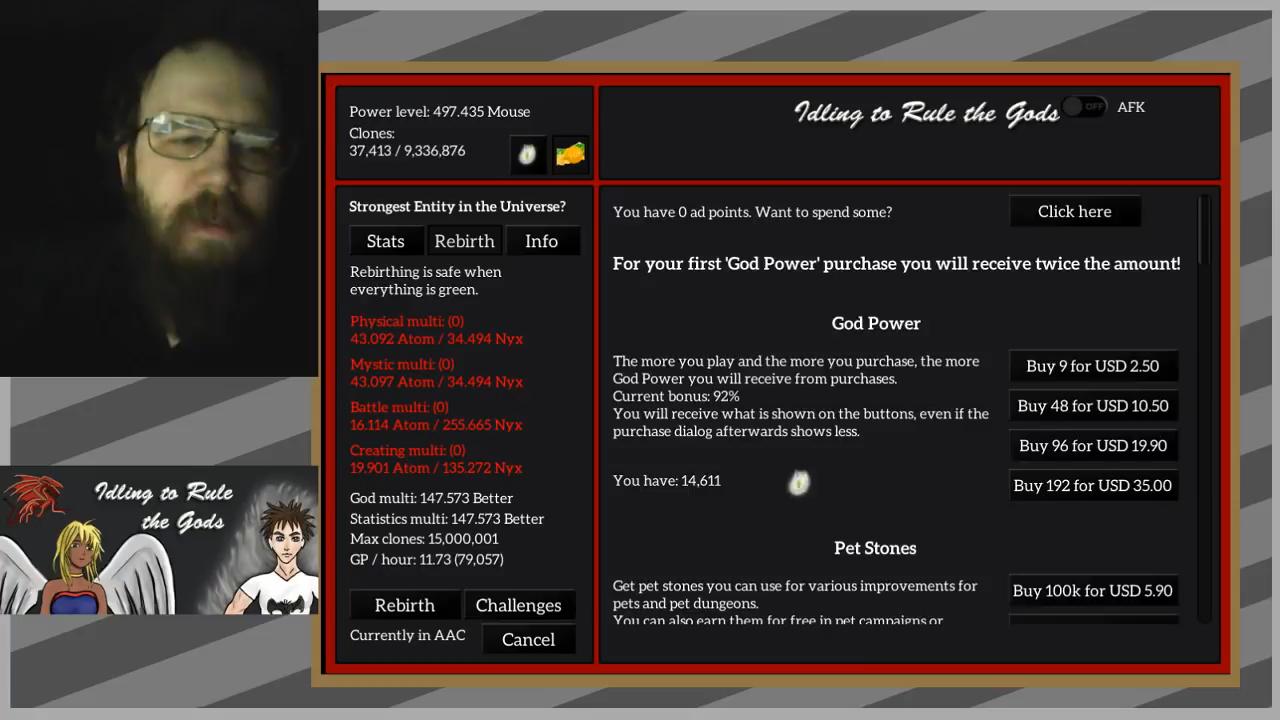 Power level: 497.435 Mouse
Clones:
37,413 / 9,336,876
Idling to Rule the Gods
OFF
AFK
Strongest Entity in the Universe?
Stats
Rebirth
Info
Rebirthing is safe when
everything is green.
Physical multi: (0)
43.092 Atom / 34.494 Nyx
Mystic multi: (0)
43.097 Atom / 34.494 Nyx
Battle multi: (0)
16.114 Atom / 255.665 Nyx
Creating multi: (0)
19.901 Atom / 135.272 Nyx
God multi: 147.573 Better
Statistics multi: 147.573 Better
Max clones: 15,000,001
GP / hour: 11.73 (79,057)
Rebirth
Challenges
Currently in AAC
Cancel
You have 0 ad points. Want to spend some?
Click here
For your first 'God Power' purchase you will receive twice the amount!
God Power
The more you play and the more you purchase, the more
God Power you will receive from purchases.
Current bonus: 92%
You will receive what is shown on the buttons, even if the
purchase dialog afterwards shows less.
Buy 9 for USD 2.50
Buy 48 for USD 10.50
Buy 96 for USD 19.90
Buy 192 for USD 35.00
You have: 14,611
Pet Stones
Get pet stones you can use for various improvements for
pets and pet dungeons.
You can also earn them for free in pet campaigns or
Buy 100k for USD 5.90
Idling to Rule
the Gods